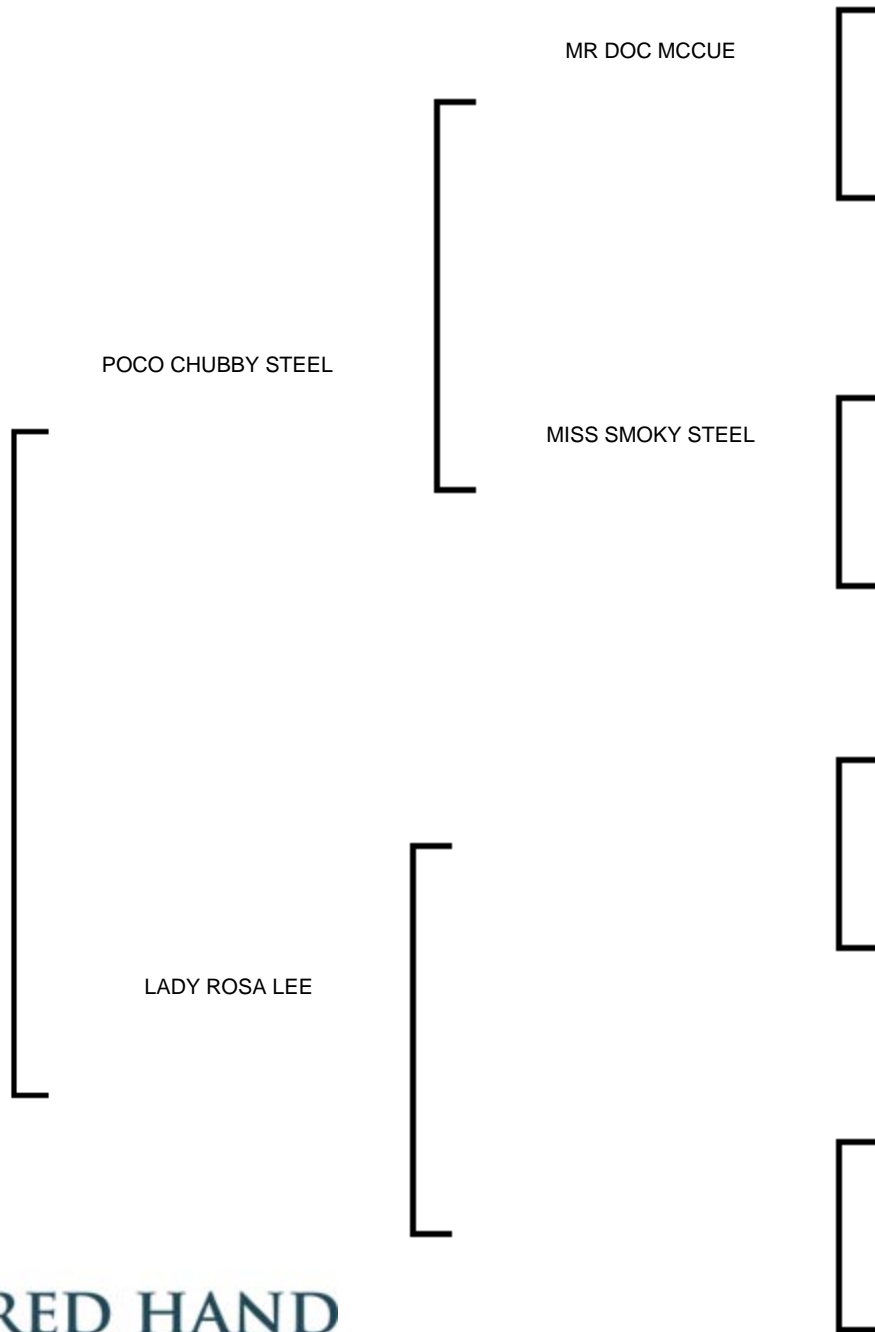 MR DOC MCCUE
POCO CHUBBY STEEL
MISS SMOKY STEEL
LADY ROSA LEE
RED HAND